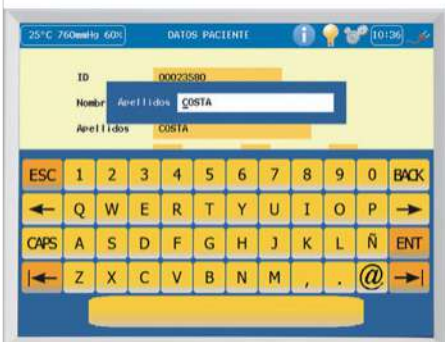 25°C 760mmHg 60% DATOS PACIENTE 10:36
ID 00023580
Nombr
Apellidos COSTA
Apellidos COSTA
ESC 1 2 3 4 5 6 7 8 9 0 BACK
Q W E R T Y U I O P
CAPS A S D F G H J K L Ñ ENT
Z X C V B N M , . @